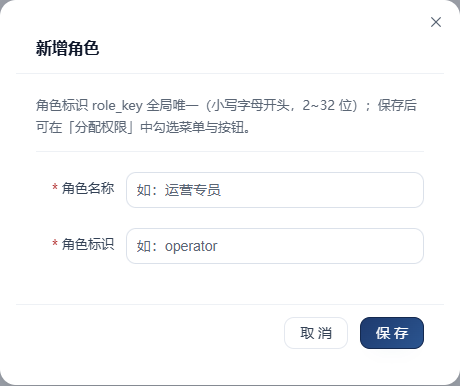 新增角色
角色标识 role_key 全局唯一（小写字母开头，2~32 位）；保存后
可在「分配权限」中勾选菜单与按钮。
* 角色名称 如：运营专员
* 角色标识 如：operator
取 消 保 存